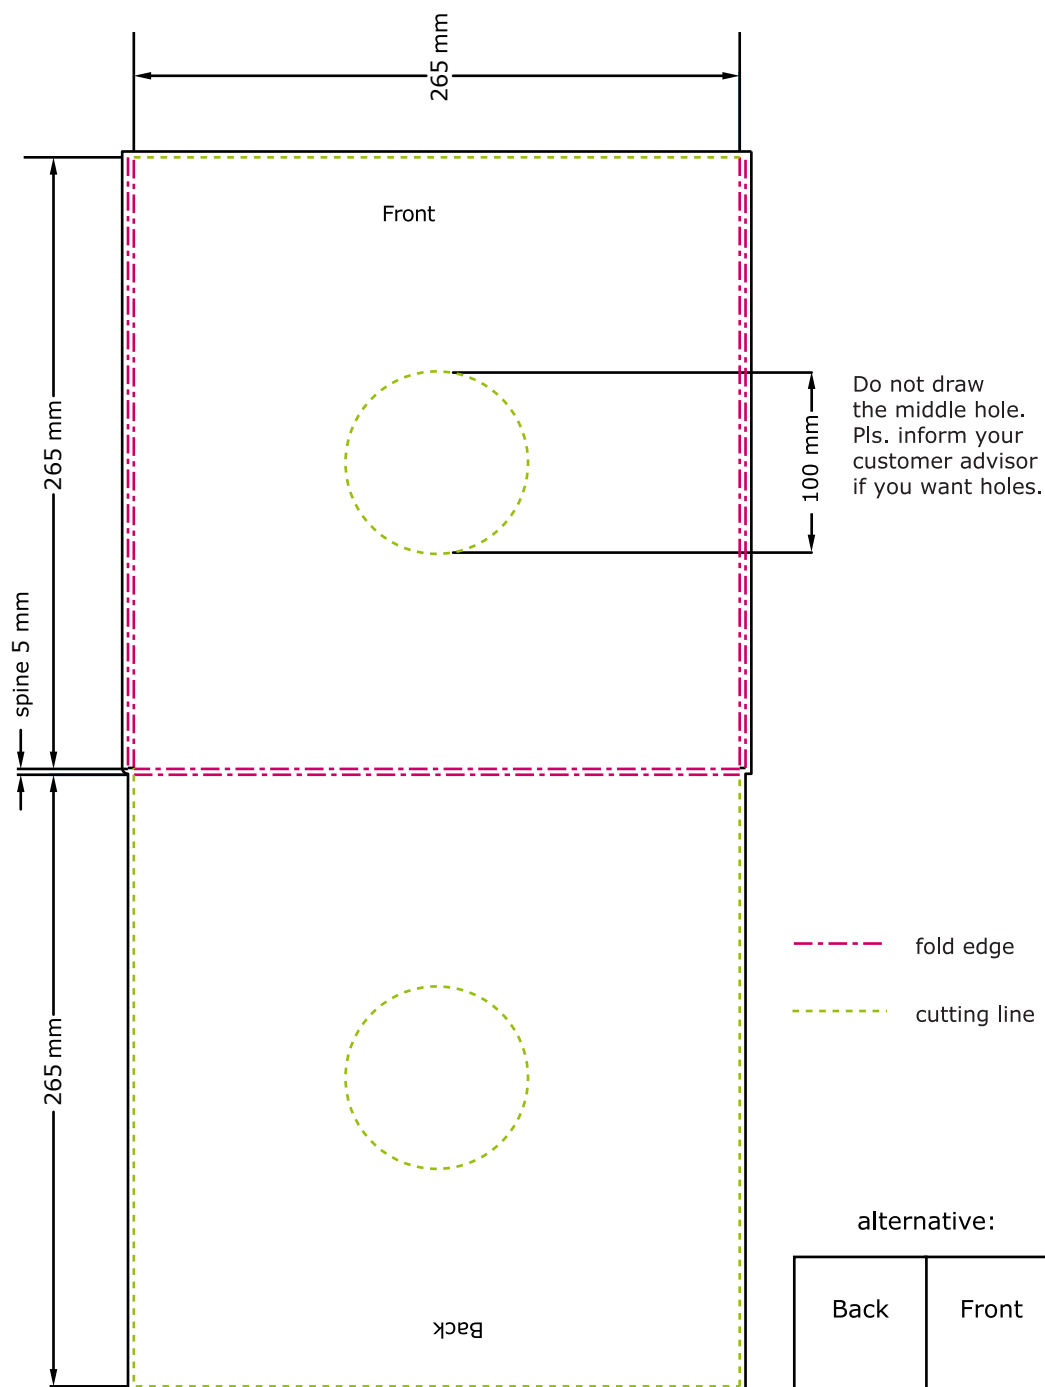 265 mm
Front
265 mm
100 mm
Do not draw
the middle hole.
Pls. inform your
customer advisor
if you want holes.
spine 5 mm
fold edge
cutting line
265 mm
alternative:
Back Front
Back